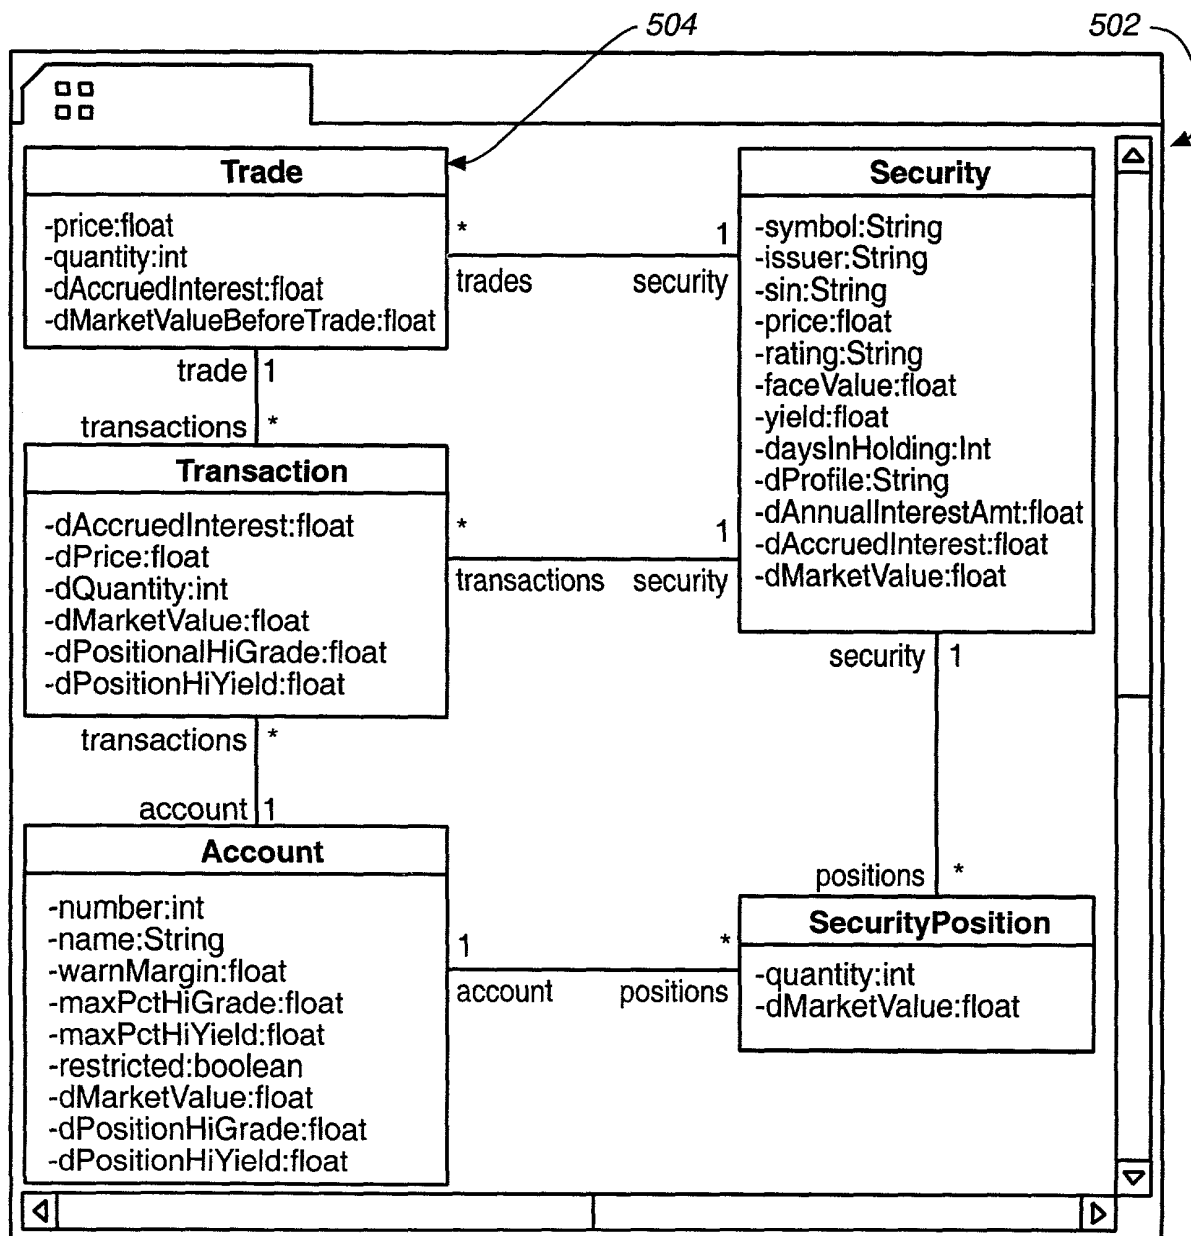 504
502
Trade
-price:float
-quantity:int
-dAccruedInterest:float
-dMarketValueBeforeTrade:float
* 1
trades security
Security
-symbol:String
-issuer:String
-sin:String
-price:float
-rating:String
-faceValue:float
-yield:float
-daysInHolding:Int
-dProfile:String
-dAnnualInterestAmt:float
-dAccruedInterest:float
-dMarketValue:float
trade 1
transactions *
Transaction
-dAccruedInterest:float
-dPrice:float
-dQuantity:int
-dMarketValue:float
-dPositionalHiGrade:float
-dPositionHiYield:float
* 1
transactions security
security 1
positions *
transactions *
account 1
Account
-number:int
-name:String
-warnMargin:float
-maxPctHiGrade:float
-maxPctHiYield:float
-restricted:boolean
-dMarketValue:float
-dPositionHiGrade:float
-dPositionHiYield:float
1 *
account positions
SecurityPosition
-quantity:int
-dMarketValue:float